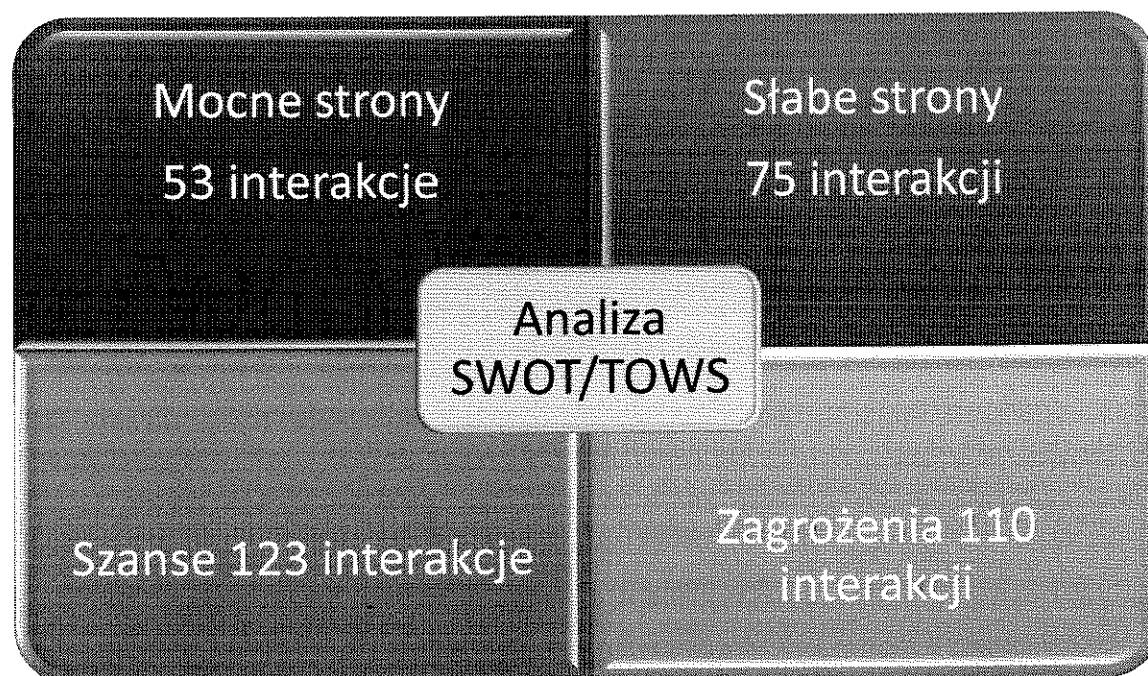 Mocne strony
53 interakcje
Słabe strony
75 interakcji
Analiza
SWOT/TOWS
Szanse 123 interakcje
Zagrożenia 110
interakcji